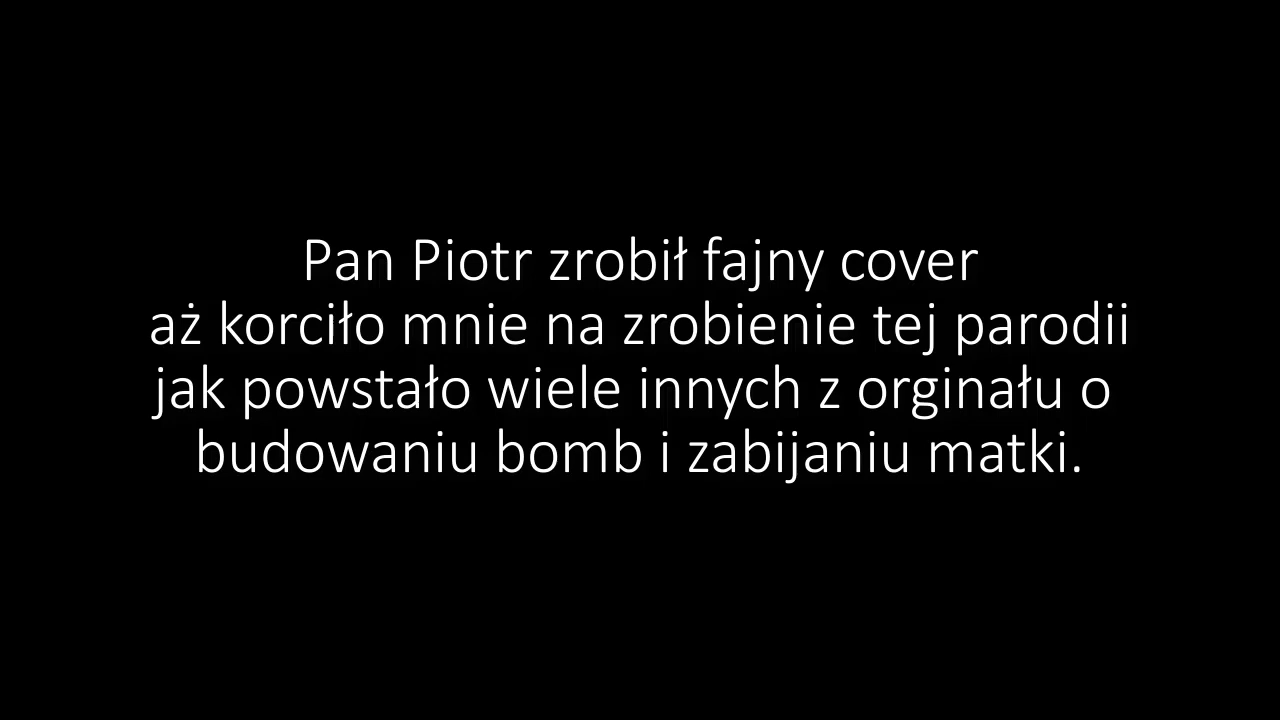 Pan Piotr zrobił fajny cover
aż korciło mnie na zrobienie tej parodii
jak powstało wiele innych z orginału o
budowaniu bomb i zabijaniu matki.